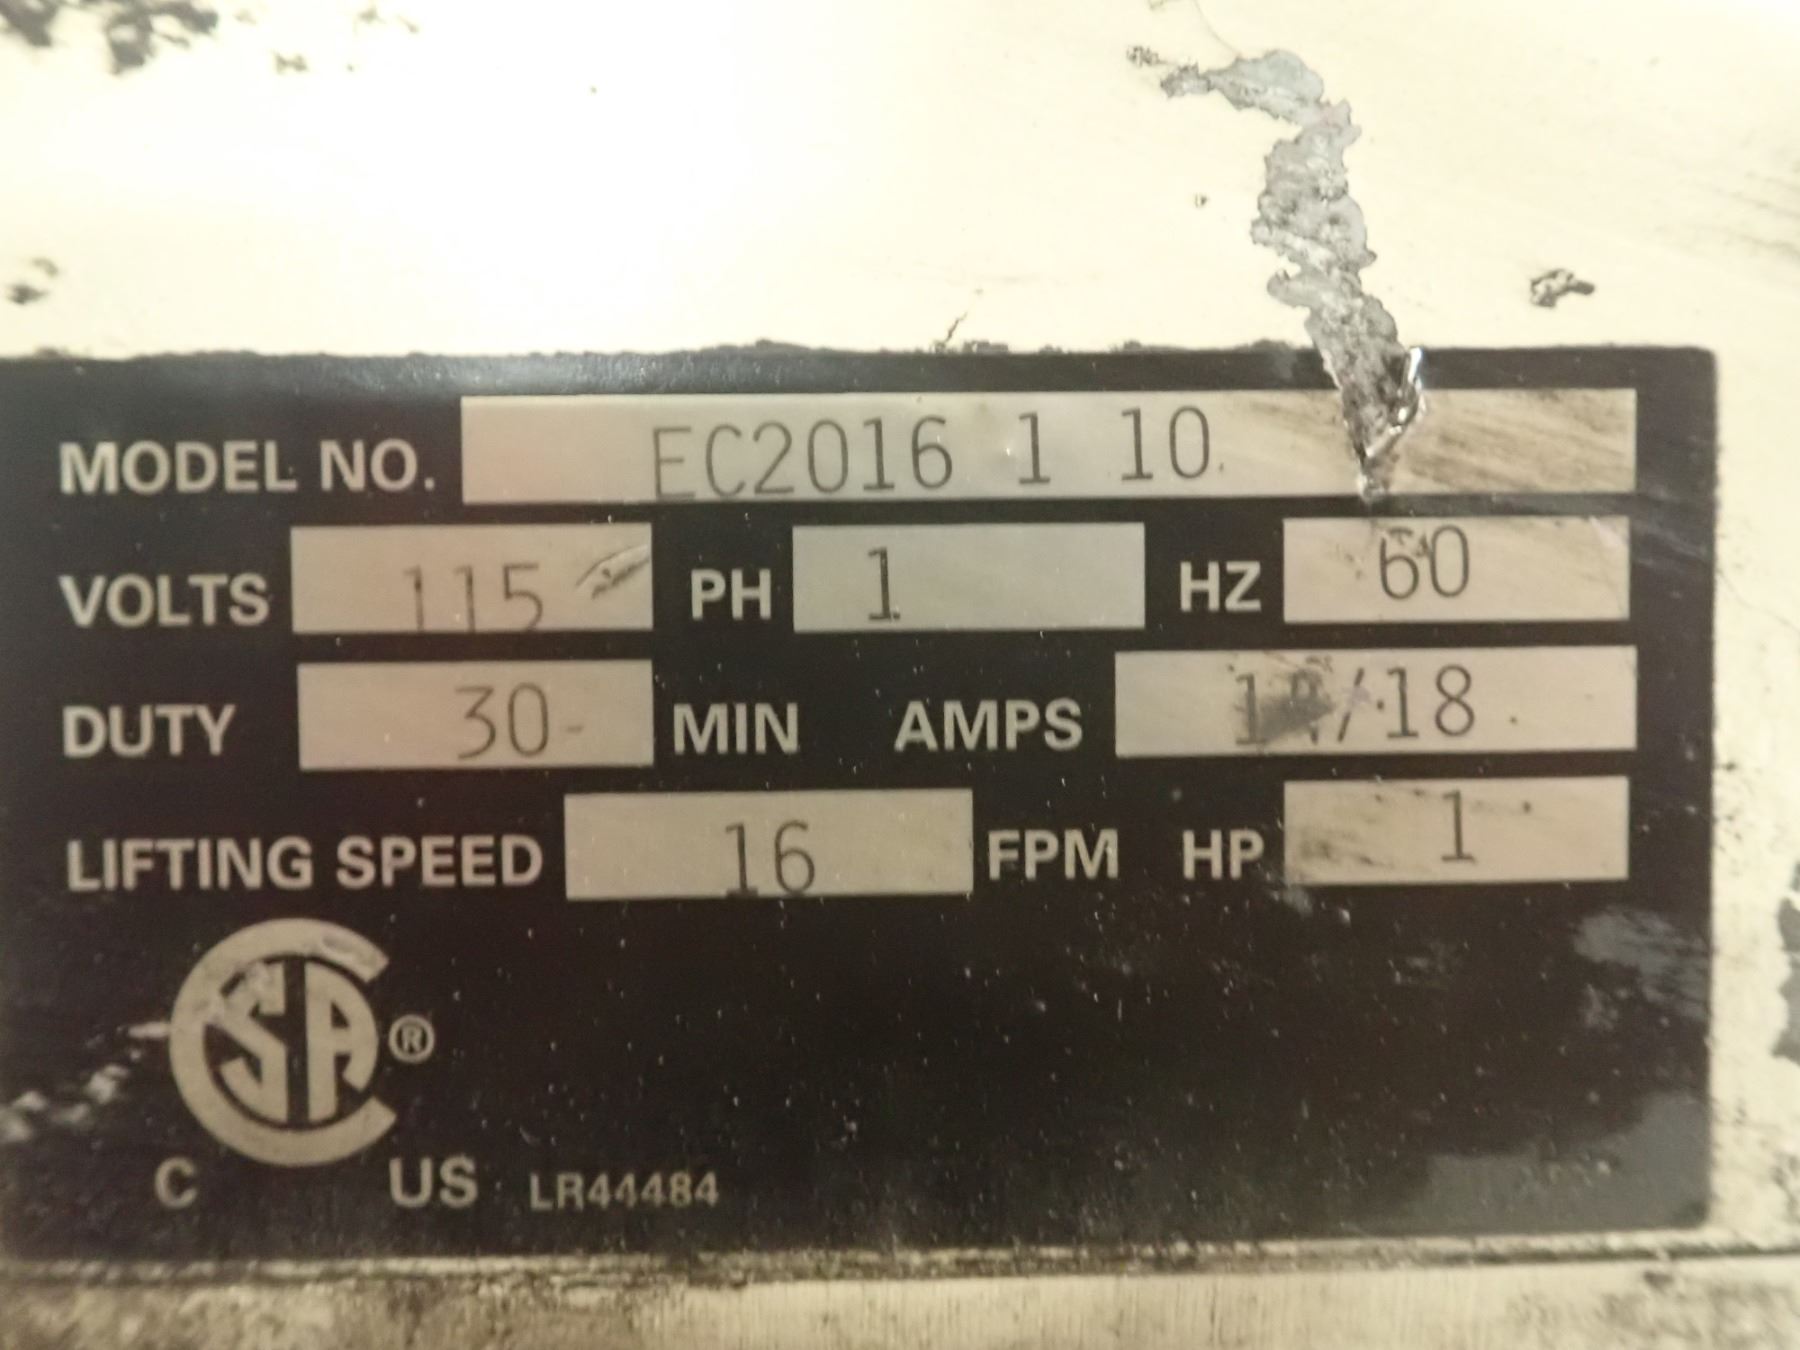 MODEL NO. EC2016 1 10
VOLTS 115 PH 1 HZ 60
DUTY 30 MIN AMPS /18
LIFTING SPEED 16 FPM HP 1
CSA ®
C US LR44484